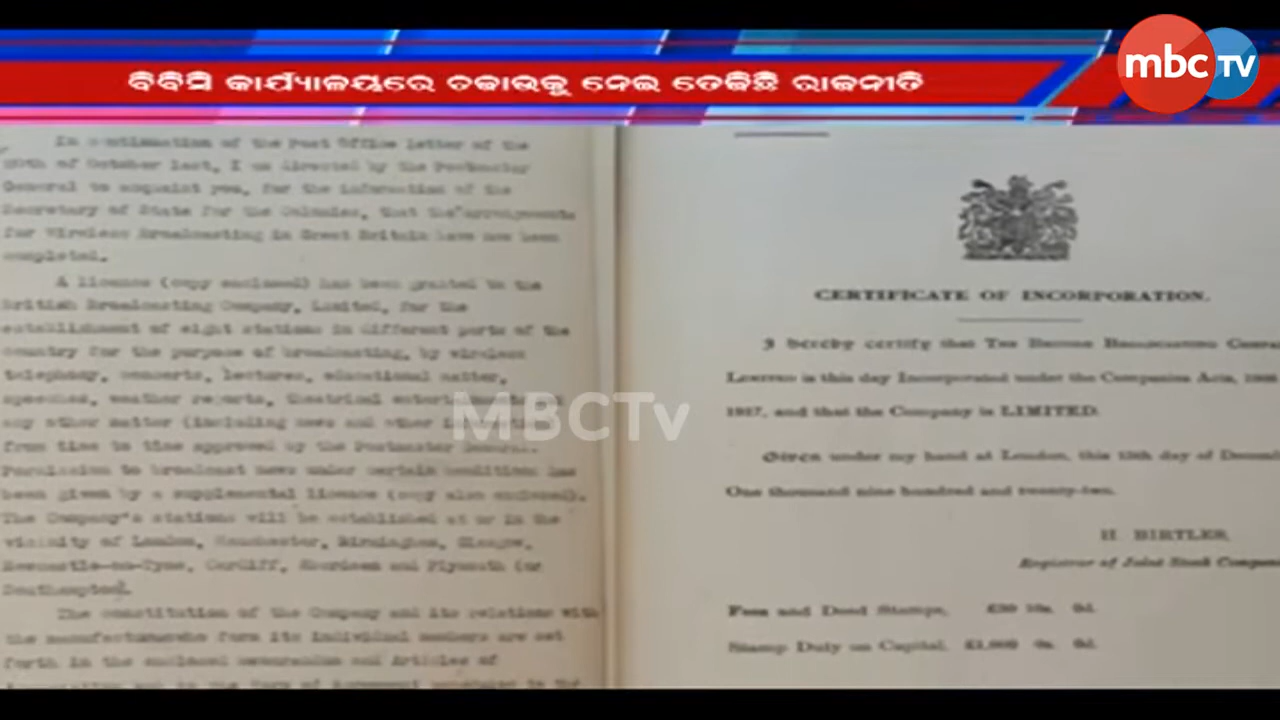 mbc TV
ବିବିସି କାର୍ଯ୍ୟାଳୟରେ ଚଢାଉକୁ ନେଇ ତେଜିଛି ରାଜନୀତି
In continuation of the Post Office letter of the
of October last, I am directed by the Postmaster
General to acquaint you, for the information of the
Secretary of State for the Colonies, that the arrangements
for Wireless Broadcasting in Great Britain have now been
completed.
A licence (copy enclosed) has been granted to the
British Broadcasting Company, Limited, for the
establishment of eight stations in different parts of the
country for the purpose of broadcasting, by wireless
telephony, concerts, lectures, educational matter,
speeches, weather reports, theatrical
any other matter (including news and other
from time to time approved by the Postmaster General.
Permission to broadcast news under certain conditions has
been given by a supplemental licence (copy also enclosed).
The Company's stations will be established at or in the
vicinity of London, Manchester, Birmingham, Glasgow,
Newcastle-on-Tyne, Cardiff, Aberdeen and Plymouth (or
Southampton).
The constitution of the Company and its relations with
the manufacturers who form its individual members are set
forth in the enclosed memorandum and Articles of
CERTIFICATE OF INCORPORATION.
I hereby certify that THE BRITISH BROADCASTING
LIMITED is this day Incorporated under the Companies Acts, 1908
1917, and that the Company is LIMITED.
Given under my hand at London, this day of
One thousand nine hundred and twenty-two.
H. BIRTLES,
Registrar of Joint Stock
Fees and Deed Stamps, £30 10s. 0d.
Stamp Duty on Capital, £1,000 0s. 0d.
MBCTv